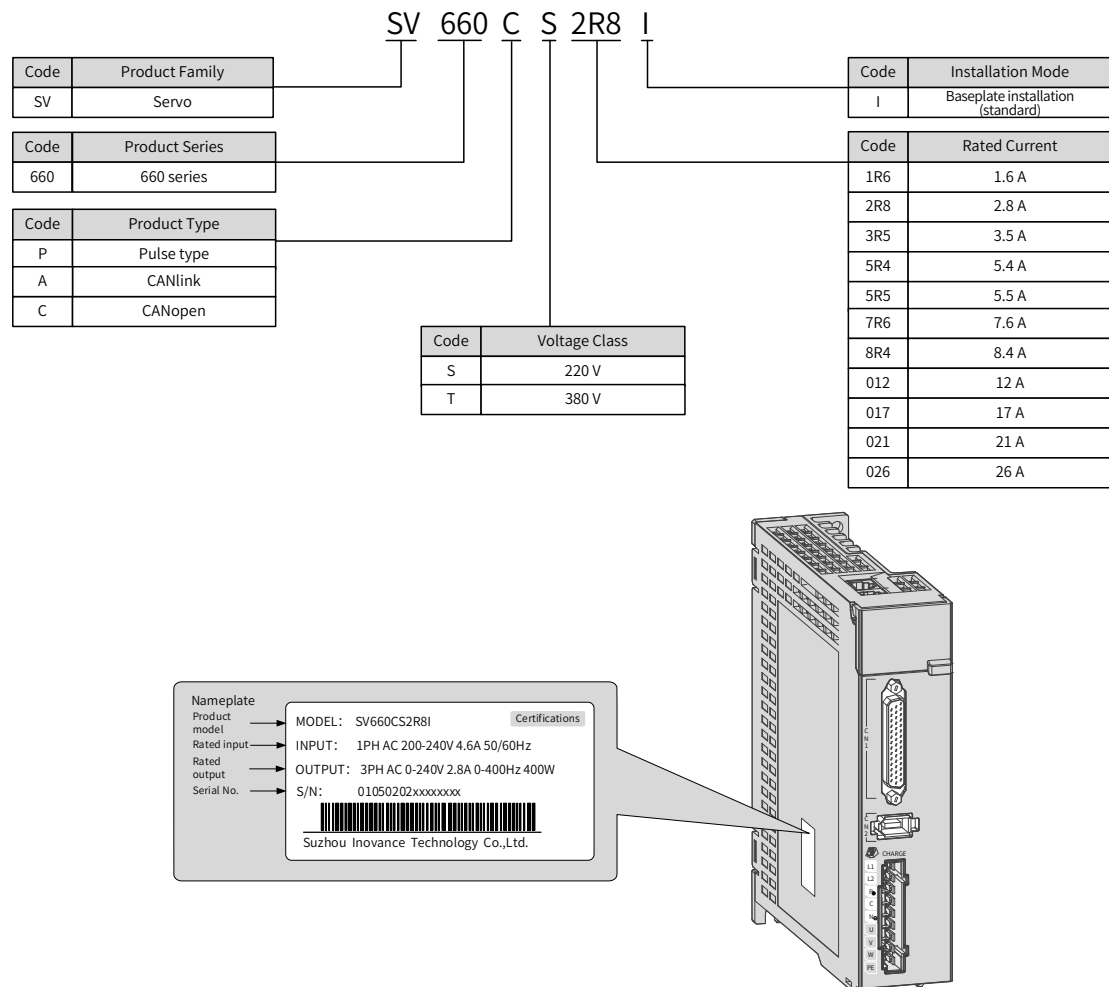 SV 660 C S 2R8 I
Code Product Family
SV Servo
Code Product Series
660 660 series
Code Product Type
P Pulse type
A CANlink
C CANopen
Code Voltage Class
S 220 V
T 380 V
Code Installation Mode
I Baseplate installation
(standard)
Code Rated Current
1R6 1.6 A
2R8 2.8 A
3R5 3.5 A
5R4 5.4 A
5R5 5.5 A
7R6 7.6 A
8R4 8.4 A
012 12 A
017 17 A
021 21 A
026 26 A
Nameplate
Product
model
Rated input
Rated
output
Serial No.
MODEL: SV660CS2R8I
Certifications
INPUT: 1PH AC 200-240V 4.6A 50/60Hz
OUTPUT: 3PH AC 0-240V 2.8A 0-400Hz 400W
S/N: 01050202xxxxxxxx
Suzhou Inovance Technology Co.,Ltd.
CN1
CN2
CHARGE
L1
L2
P
C
N
U
V
W
PE